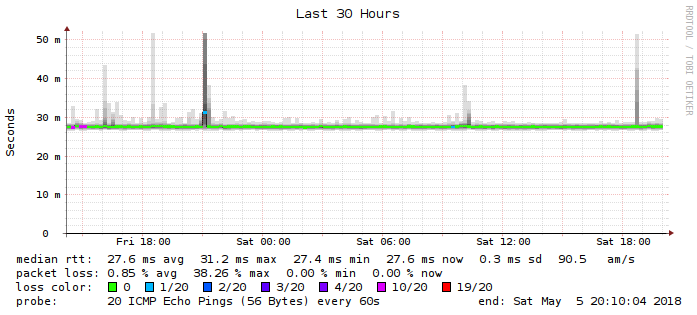 Last 30 Hours
RRDTOOL / TOBI OETIKER
Seconds
50 m
40 m
30 m
20 m
10 m
0
Fri 18:00 Sat 00:00 Sat 06:00 Sat 12:00 Sat 18:00
median rtt: 27.6 ms avg 31.2 ms max 27.4 ms min 27.6 ms now 0.3 ms sd 90.5 am/s
packet loss: 0.85 % avg 38.26 % max 0.00 % min 0.00 % now
loss color: 0 1/20 2/20 3/20 4/20 10/20 19/20
probe: 20 ICMP Echo Pings (56 Bytes) every 60s end: Sat May 5 20:10:04 2018